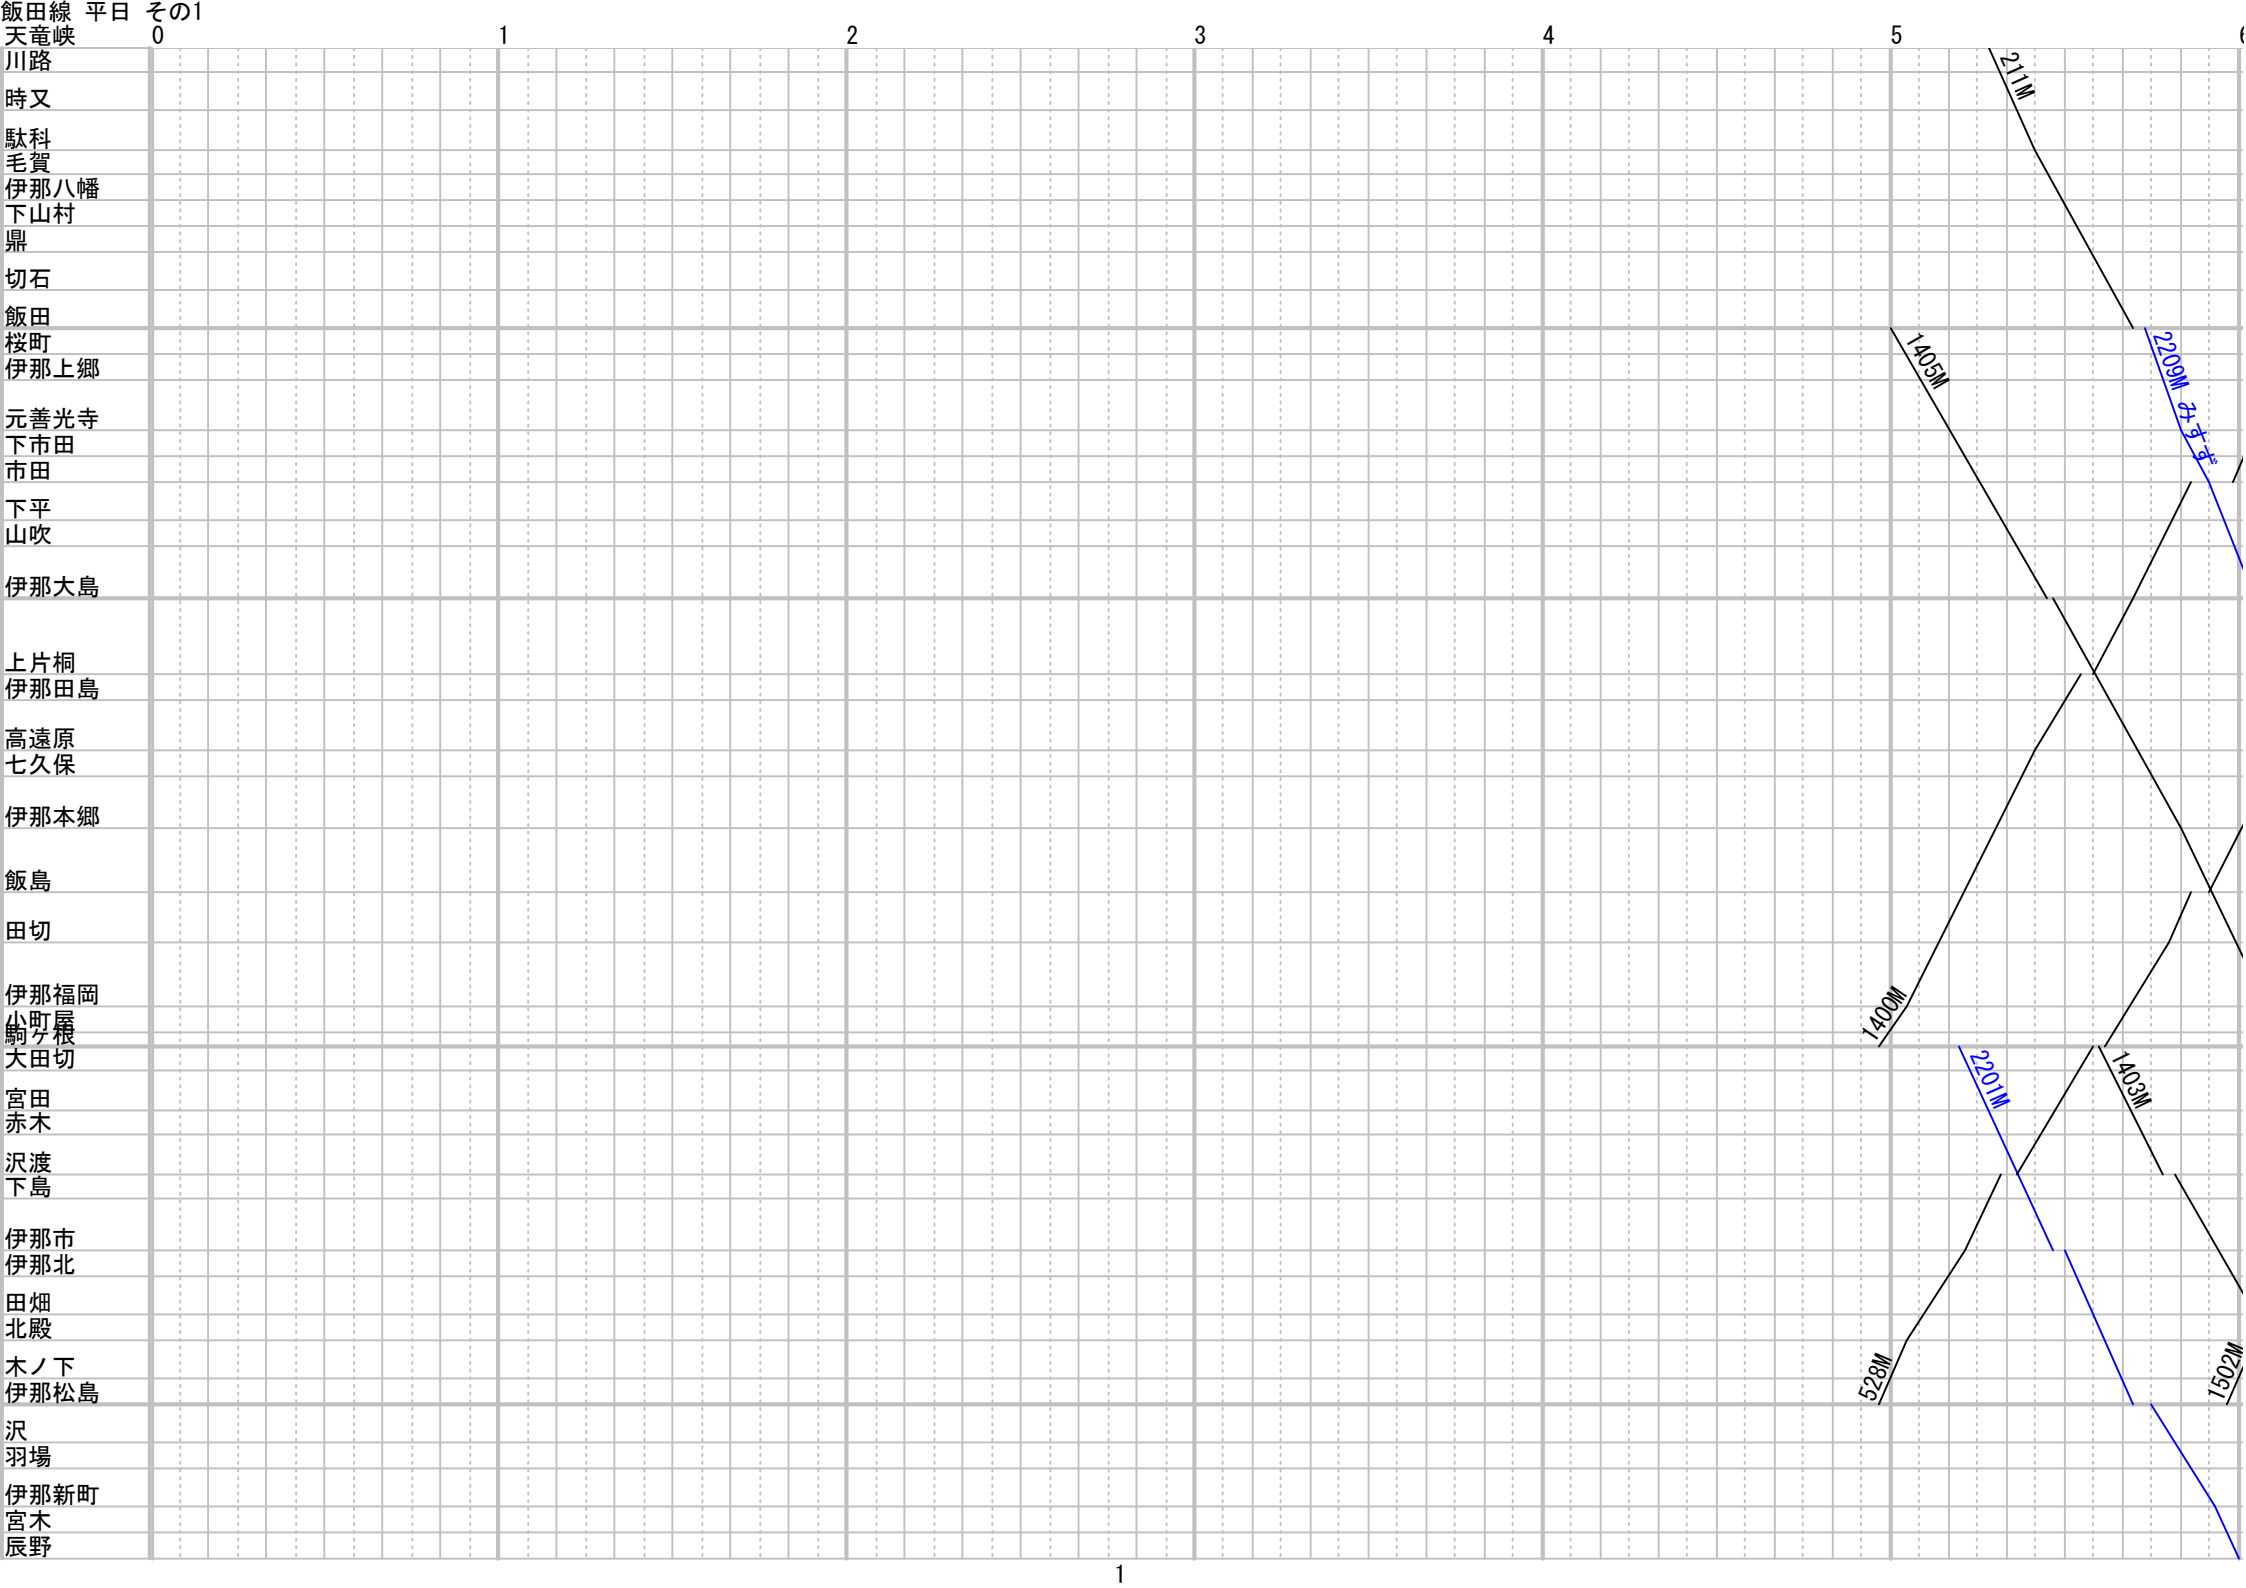 飯田線 平日 その1
天竜峡 0 1 2 3 4 5 6
川路
時又
駄科
毛賀
伊那八幡
下山村
鼎
切石
飯田
桜町
伊那上郷
元善光寺
下市田
市田
下平
山吹
伊那大島
上片桐
伊那田島
高遠原
七久保
伊那本郷
飯島
田切
伊那福岡
小町屋
駒ヶ根
大田切
宮田
赤木
沢渡
下島
伊那市
伊那北
田畑
北殿
木ノ下
伊那松島
沢
羽場
伊那新町
宮木
辰野
211M
1405M
2209M みすず
1400M
2201M
1403M
528M
1502M
1